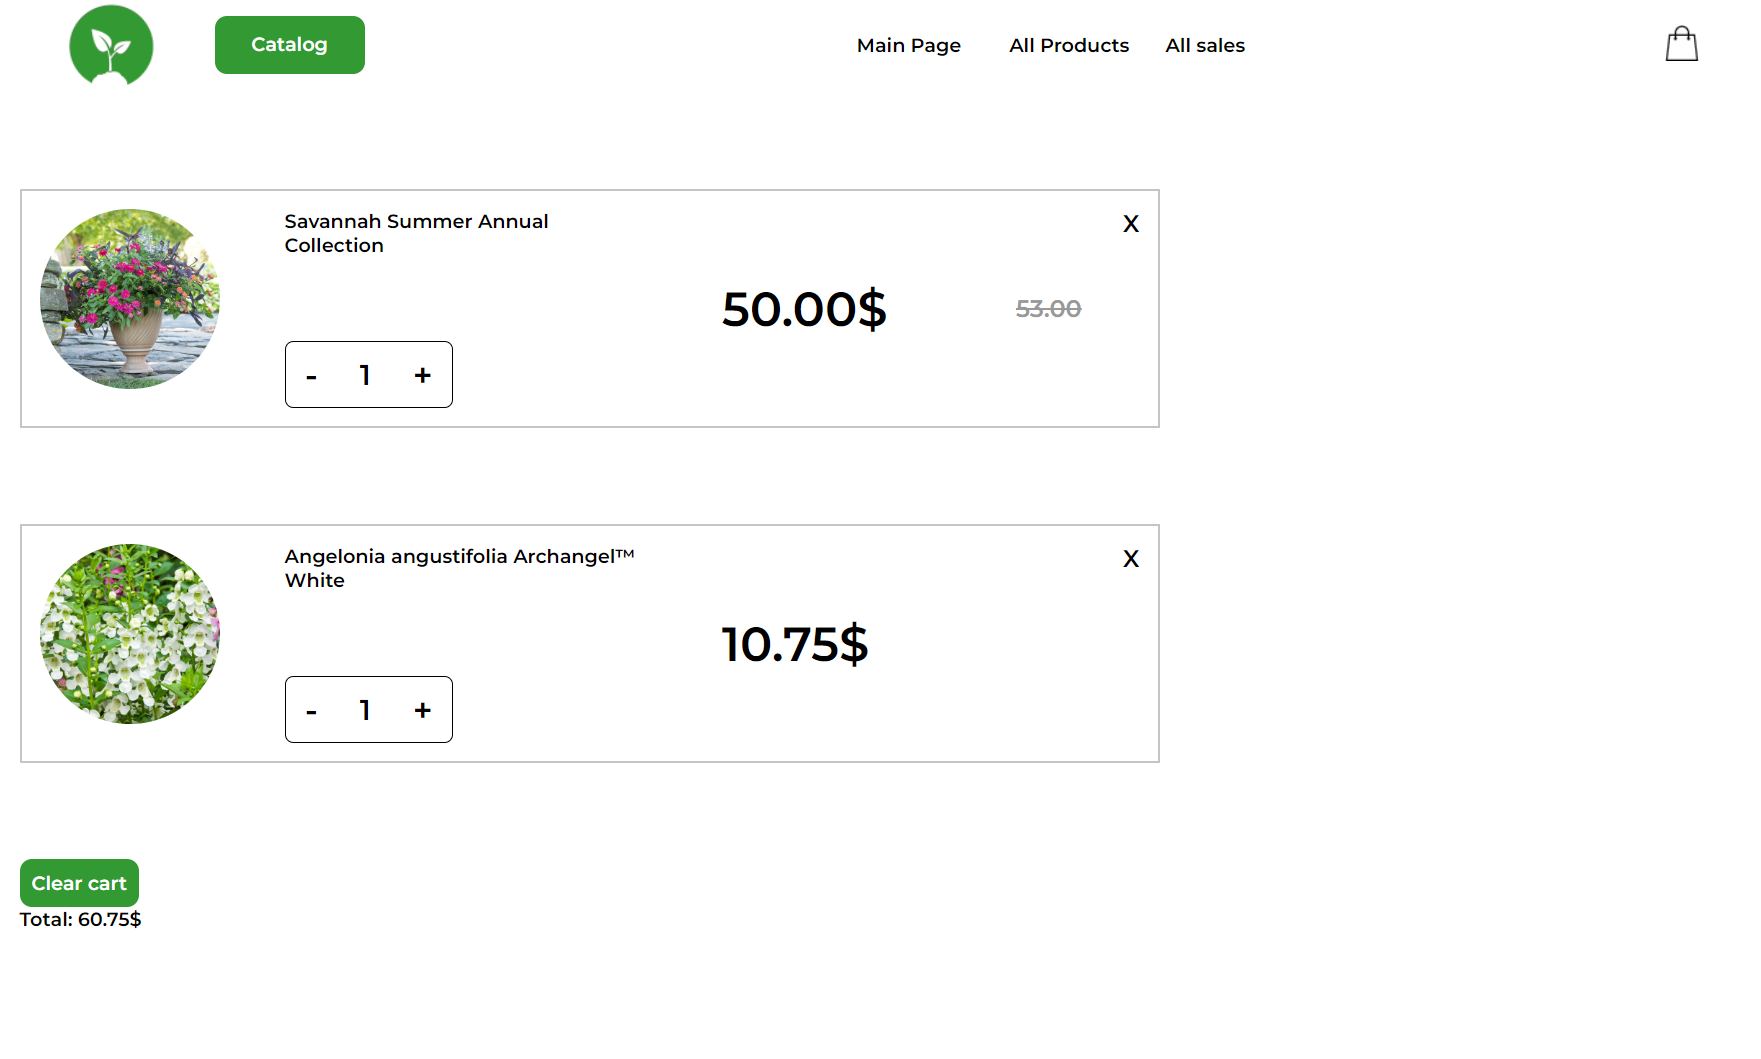 Catalog
Main Page
All Products
All sales
Savannah Summer Annual
Collection
X
50.00$
53.00
- 1 +
Angelonia angustifolia Archangel™
White
X
10.75$
- 1 +
Clear cart
Total: 60.75$